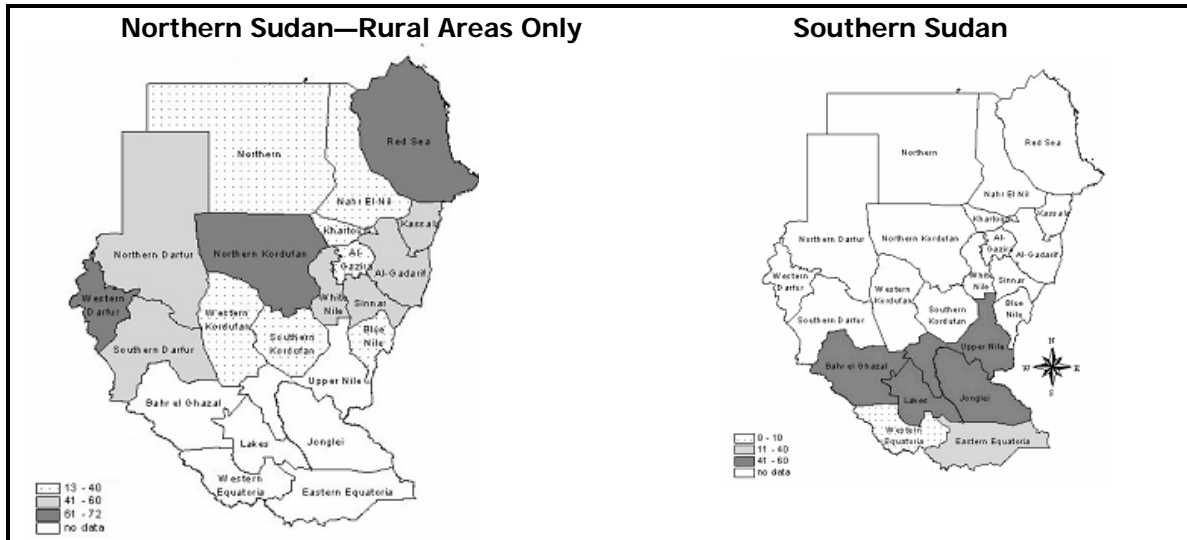 Northern Sudan—Rural Areas Only
Northern
Red Sea
Nahr El-Nil
Khartoum
Kassala
Northern Darfur
Northern Kordufan
Al-
Gazira
Al-Gadarif
Western
Darfur
White
Nile
Sinnar
Western
Kordufan
Southern
Kordufan
Blue
Nile
Southern Darfur
Upper Nile
Bahr el Ghazal
Lakes
Jonglei
Western
Equatoria
Eastern Equatoria
13 - 40
41 - 60
61 - 72
no data
Southern Sudan
Northern
Red Sea
Nahr El-Nil
Khartoum
Kassala
Northern Darfur
Northern Kordufan
Al-
Gazira
Al-Gadarif
Western
Darfur
White
Nile
Sinnar
Western
Kordufan
Southern
Kordufan
Blue
Nile
Southern Darfur
Upper Nile
Bahr el Ghazal
Lakes
Jonglei
Western
Equatoria
Eastern Equatoria
N
W E
S
0 - 10
11 - 40
41 - 60
no data